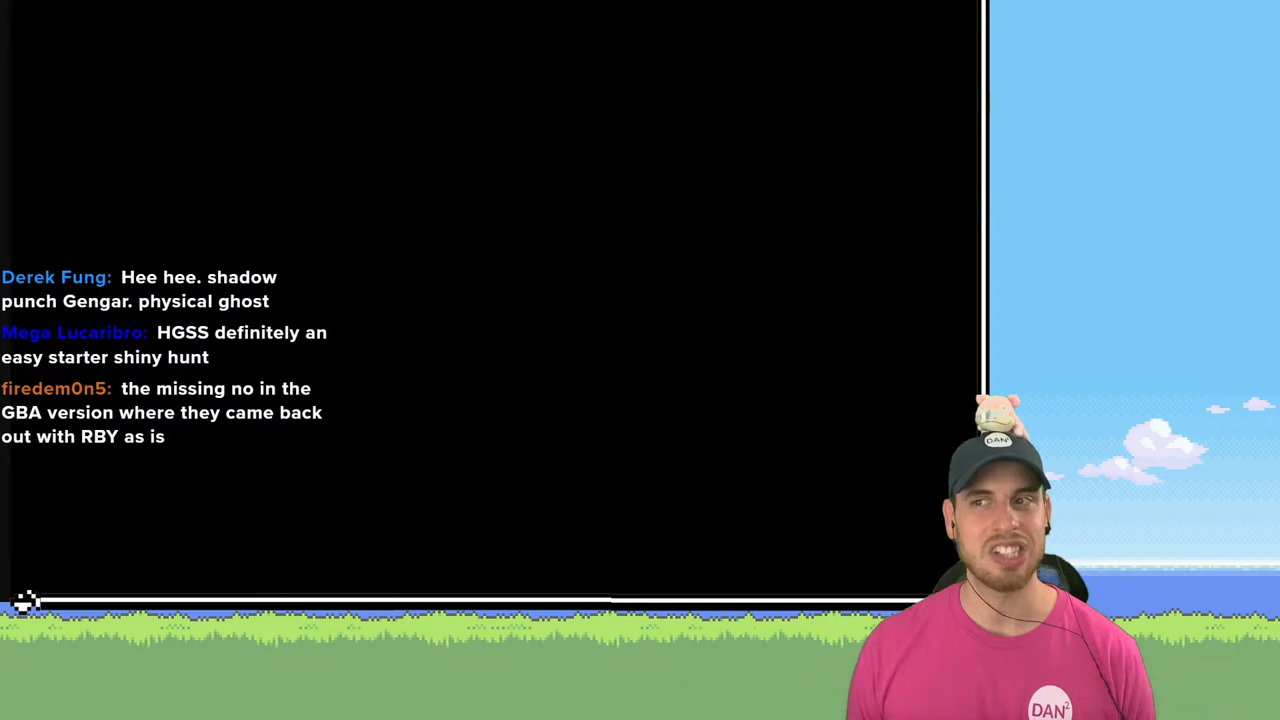 Derek Fung: Hee hee. shadow
punch Gengar. physical ghost
Mega Lucaribro: HGSS definitely an
easy starter shiny hunt
firedem0n5: the missing no in the
GBA version where they came back
out with RBY as is
DAN²
DAN²